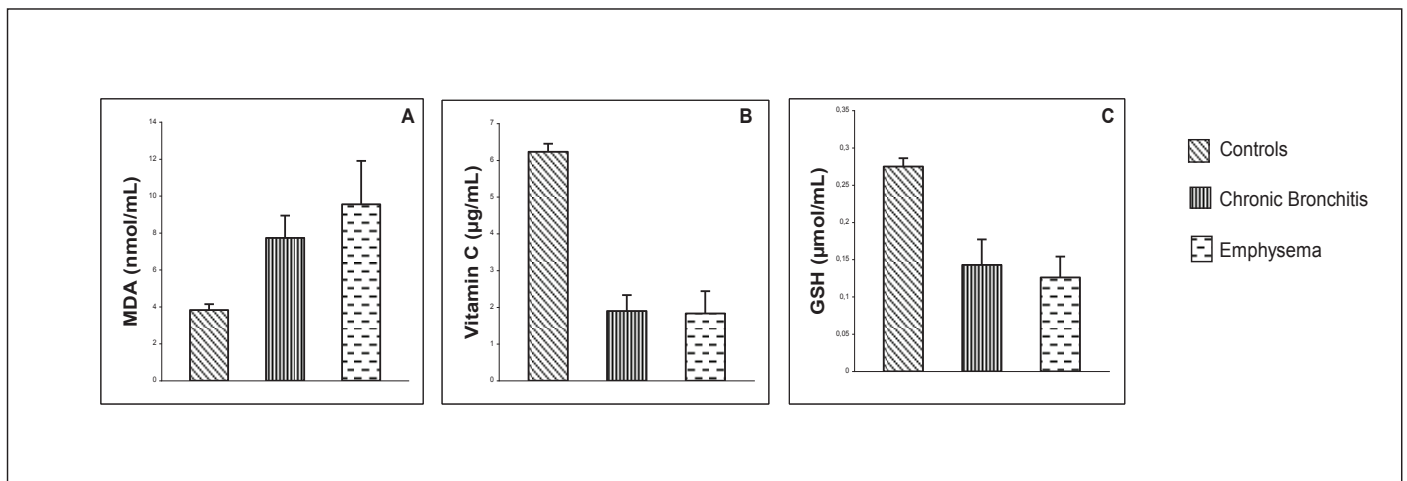 A
MDA (nmol/mL)
14
12
10
8
6
4
2
0
B
Vitamin C (µg/mL)
7
6
5
4
3
2
1
0
C
GSH (µmol/mL)
0,35
0,3
0,25
0,2
0,15
0,1
0,05
0
Controls
Chronic Bronchitis
Emphysema